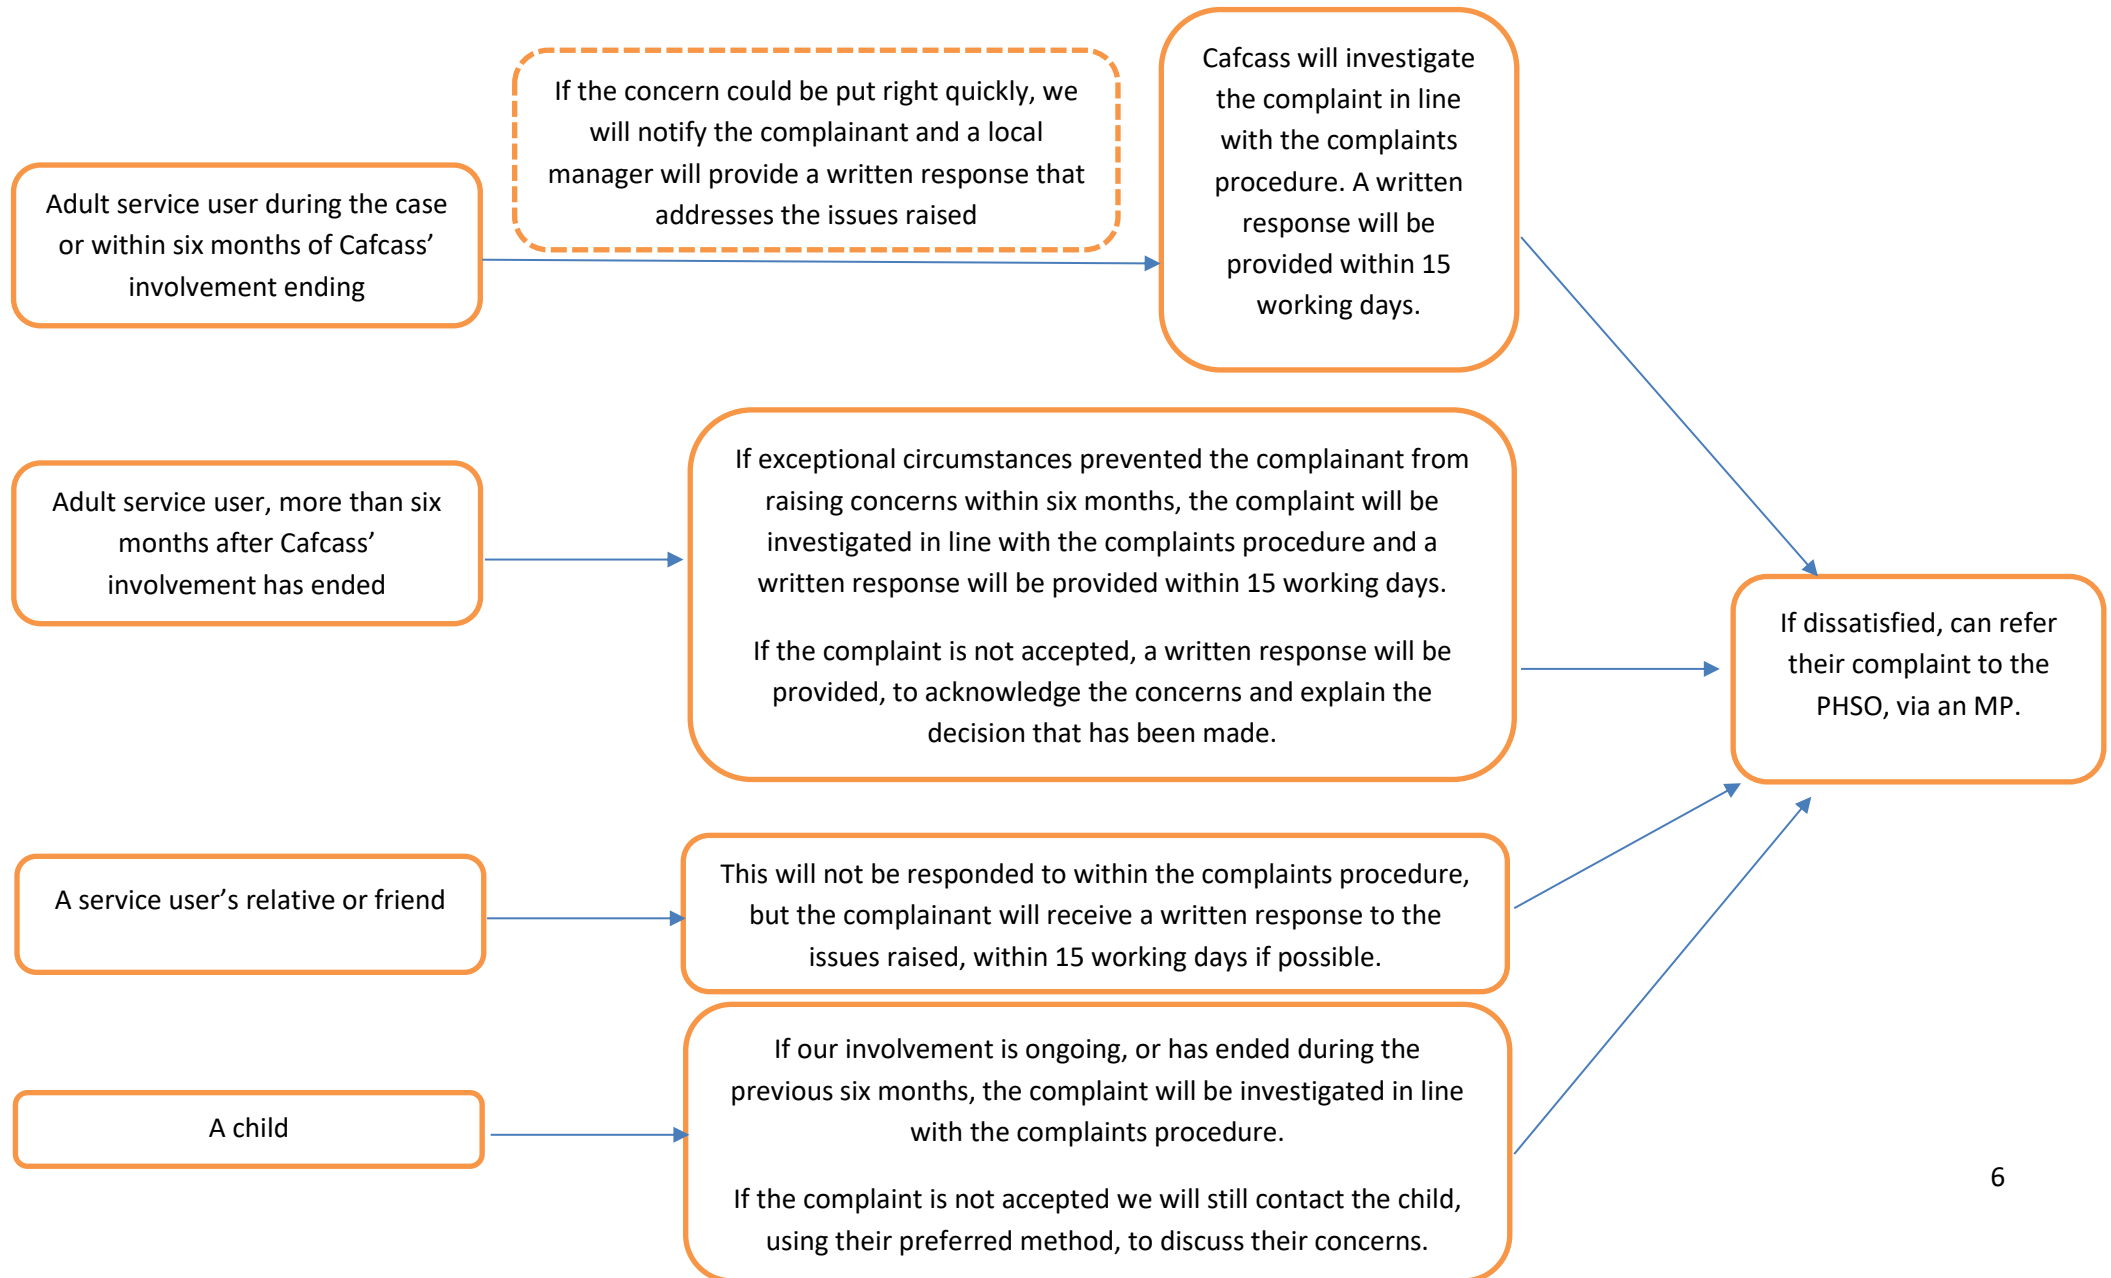 Adult service user during the case
or within six months of Cafcass’
involvement ending
If the concern could be put right quickly, we
will notify the complainant and a local
manager will provide a written response that
addresses the issues raised
Cafcass will investigate
the complaint in line
with the complaints
procedure. A written
response will be
provided within 15
working days.
Adult service user, more than six
months after Cafcass’
involvement has ended
If exceptional circumstances prevented the complainant from
raising concerns within six months, the complaint will be
investigated in line with the complaints procedure and a
written response will be provided within 15 working days.
If the complaint is not accepted, a written response will be
provided, to acknowledge the concerns and explain the
decision that has been made.
If dissatisfied, can refer
their complaint to the
PHSO, via an MP.
A service user’s relative or friend
This will not be responded to within the complaints procedure,
but the complainant will receive a written response to the
issues raised, within 15 working days if possible.
A child
If our involvement is ongoing, or has ended during the
previous six months, the complaint will be investigated in line
with the complaints procedure.
If the complaint is not accepted we will still contact the child,
using their preferred method, to discuss their concerns.
6